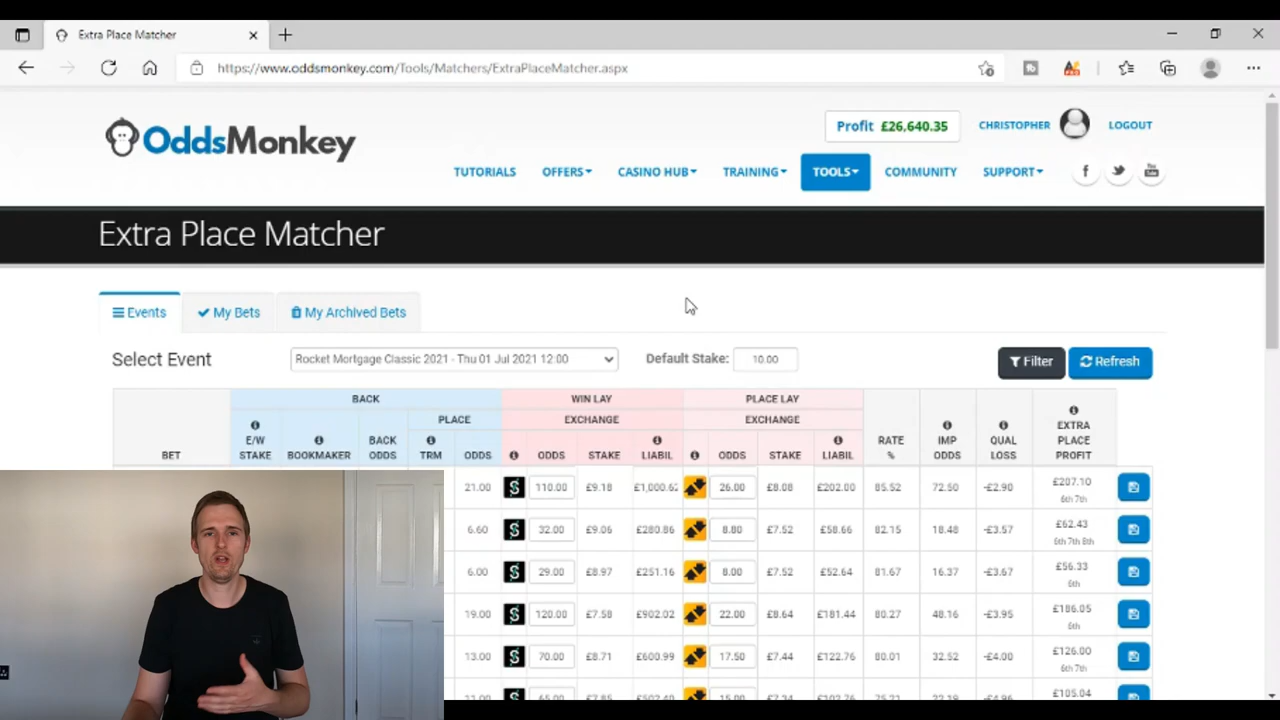 Extra Place Matcher
https://www.oddsmonkey.com/Tools/Matchers/ExtraPlaceMatcher.aspx
OddsMonkey
Profit £26,640.35
CHRISTOPHER
LOGOUT
TUTORIALS OFFERS CASINO HUB TRAINING TOOLS COMMUNITY SUPPORT
Extra Place Matcher
Events My Bets My Archived Bets
Select Event Rocket Mortgage Classic 2021 - Thu 01 Jul 2021 12:00 Default Stake: 10.00 Filter Refresh
BACK WIN LAY PLACE LAY
PLACE EXCHANGE EXCHANGE
BET E/W STAKE BOOKMAKER BACK ODDS TRM ODDS ODDS STAKE LIABIL ODDS STAKE LIABIL RATE % IMP ODDS QUAL LOSS EXTRA PLACE PROFIT
21.00 110.00 £9.18 26.00 £8.08 £202.00 85.52 72.50 -£2.90 £207.10
6th 7th
6.60 32.00 £9.06 £280.86 8.80 £7.52 £58.66 82.15 18.48 -£3.57 £62.43
6th 7th 8th
6.00 29.00 £8.97 £251.16 8.00 £7.52 £52.64 81.67 16.37 -£3.67 £56.33
6th
19.00 120.00 £7.58 £902.02 22.00 £8.64 £181.44 80.27 48.16 -£3.95 £186.05
6th
13.00 70.00 £8.71 £600.99 17.50 £7.44 £122.76 80.01 32.52 -£4.00 £126.00
6th 7th
£105.04